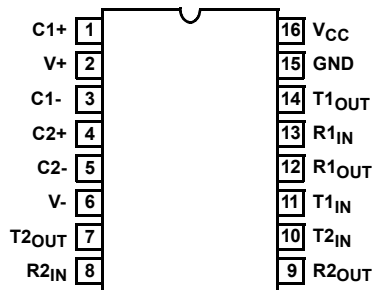 C1+ 1 16 VCC
V+ 2 15 GND
C1- 3 14 T1OUT
C2+ 4 13 R1IN
C2- 5 12 R1OUT
V- 6 11 T1IN
T2OUT 7 10 T2IN
R2IN 8 9 R2OUT